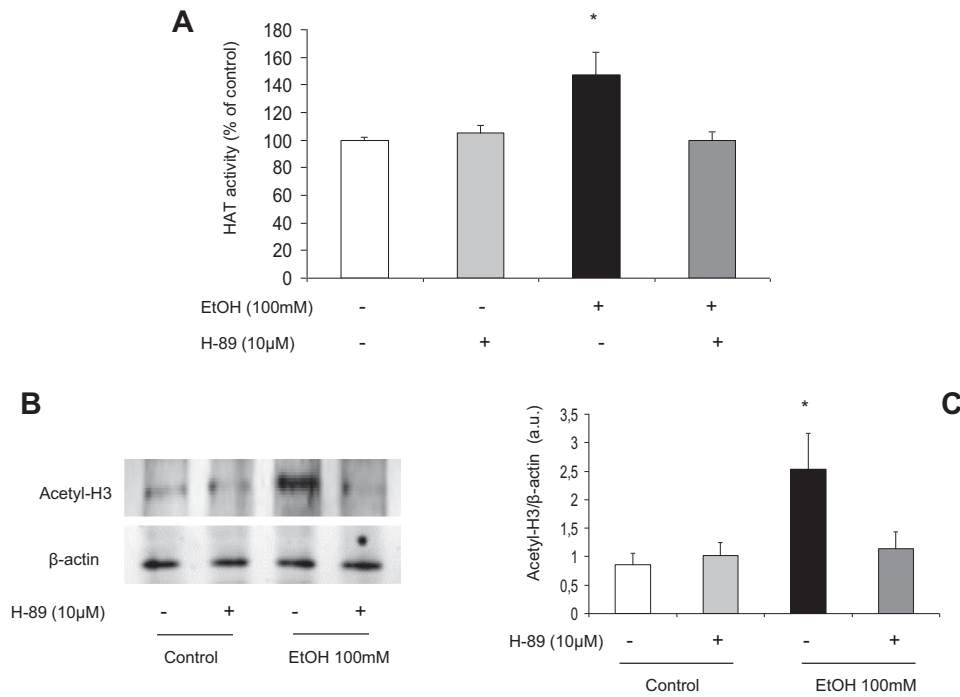 A
HAT activity (% of control)
180
160
140
120
100
80
60
40
20
0
*
EtOH (100mM) - - + +
H-89 (10µM) - + - +
B
Acetyl-H3
β-actin
H-89 (10µM) - + - +
Control EtOH 100mM
C
Acetyl-H3/β-actin (a.u.)
3,5
3
2,5
2
1,5
1
0,5
0
*
H-89 (10µM) - + - +
Control EtOH 100mM